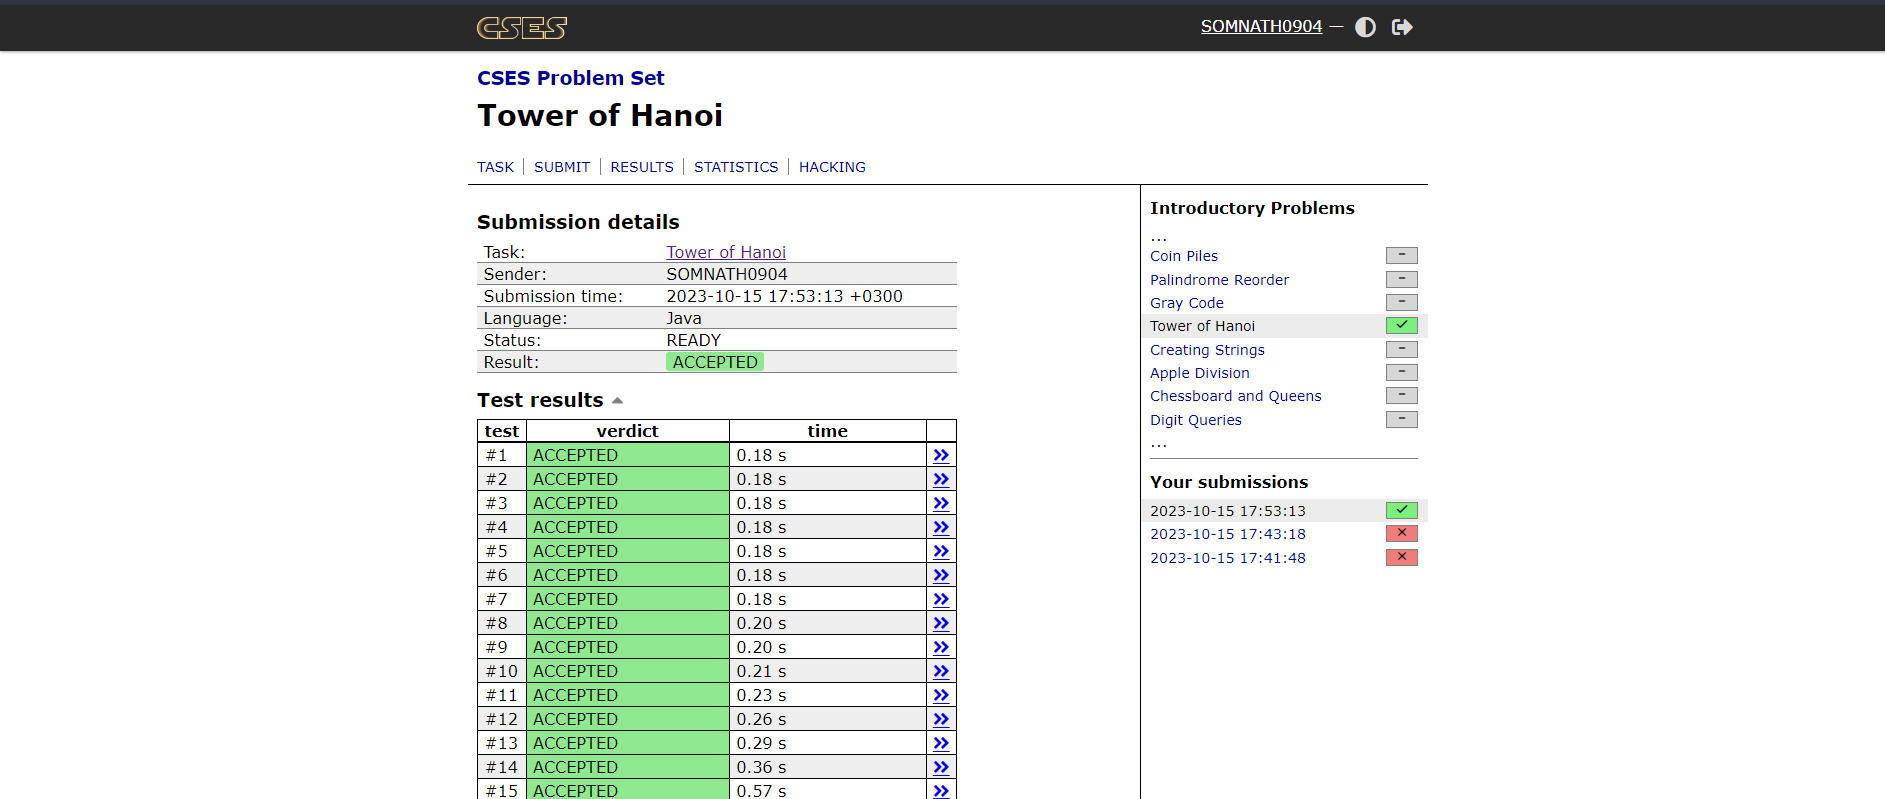 CSES
SOMNATH0904 —
CSES Problem Set
Tower of Hanoi
TASK | SUBMIT | RESULTS | STATISTICS | HACKING
Submission details
Task: Tower of Hanoi
Sender: SOMNATH0904
Submission time: 2023-10-15 17:53:13 +0300
Language: Java
Status: READY
Result: ACCEPTED
Test results
test verdict time
#1 ACCEPTED 0.18 s »
#2 ACCEPTED 0.18 s »
#3 ACCEPTED 0.18 s »
#4 ACCEPTED 0.18 s »
#5 ACCEPTED 0.18 s »
#6 ACCEPTED 0.18 s »
#7 ACCEPTED 0.18 s »
#8 ACCEPTED 0.20 s »
#9 ACCEPTED 0.20 s »
#10 ACCEPTED 0.21 s »
#11 ACCEPTED 0.23 s »
#12 ACCEPTED 0.26 s »
#13 ACCEPTED 0.29 s »
#14 ACCEPTED 0.36 s »
#15 ACCEPTED 0.57 s »
Introductory Problems
...
Coin Piles –
Palindrome Reorder –
Gray Code –
Tower of Hanoi ✓
Creating Strings –
Apple Division –
Chessboard and Queens –
Digit Queries –
...
Your submissions
2023-10-15 17:53:13 ✓
2023-10-15 17:43:18 ×
2023-10-15 17:41:48 ×